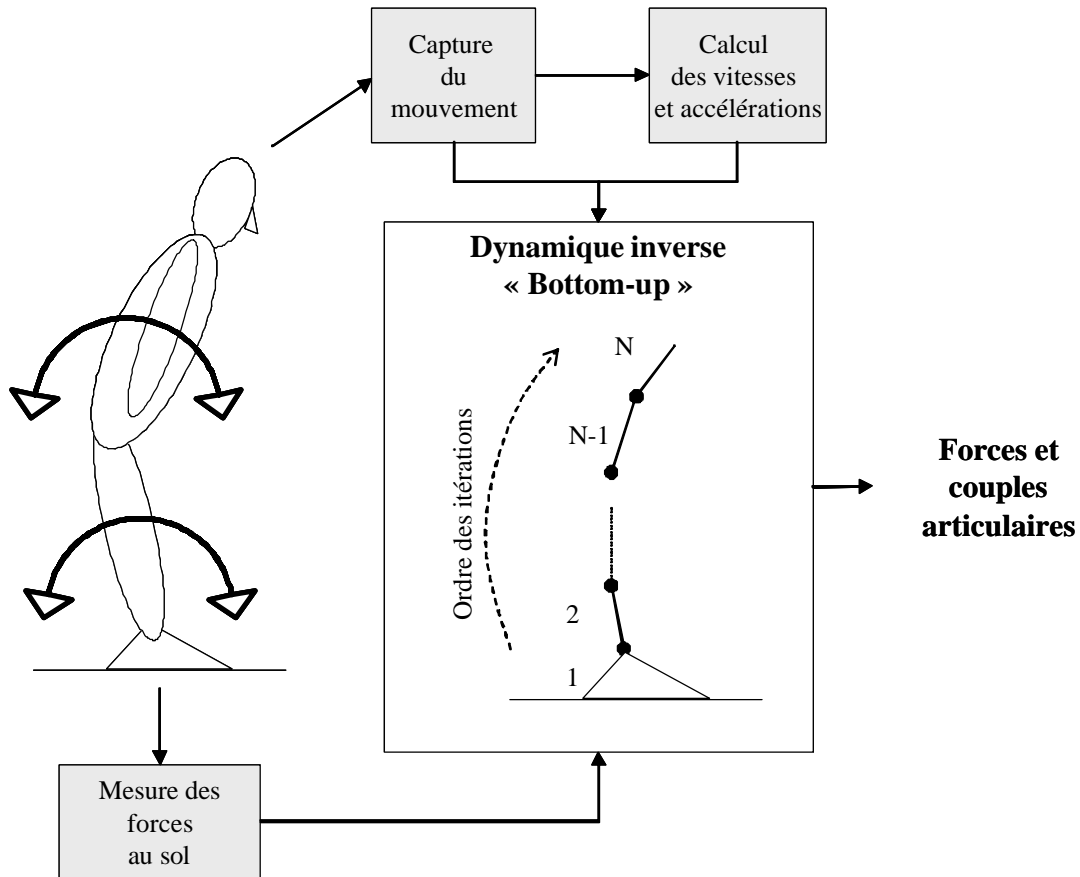 Capture
du
mouvement
Calcul
des vitesses
et accélérations
Dynamique inverse
« Bottom-up »
N
N-1
Ordre des itérations
2
1
Forces et
couples
articulaires
Mesure des
forces
au sol